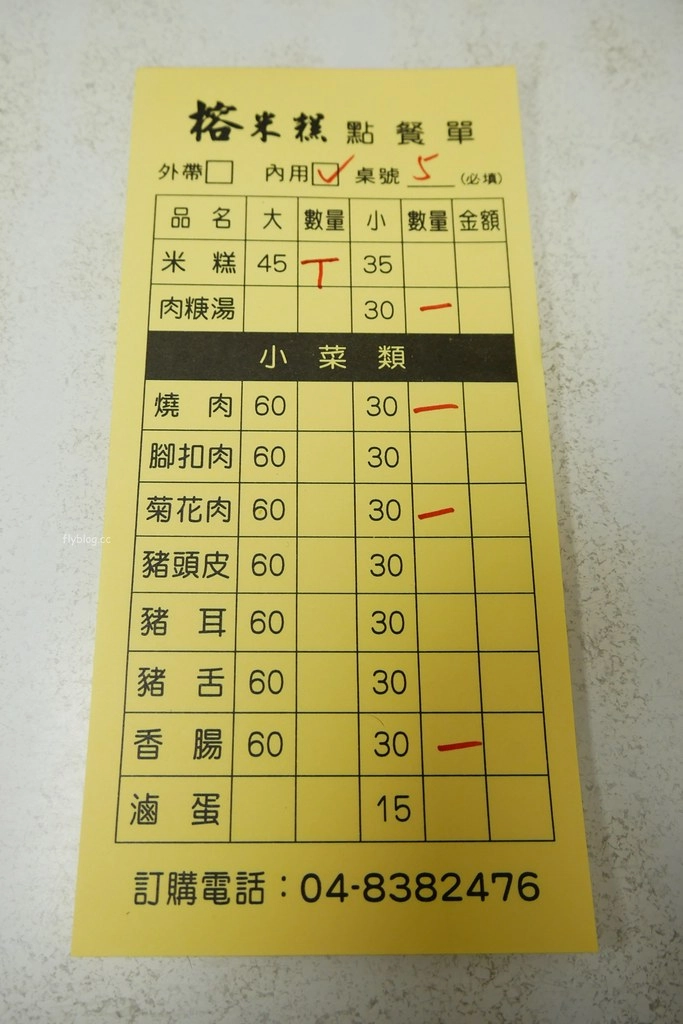 榕米糕 點餐單
外帶□ 內用☑ 桌號 5 (必填)
品名 大 數量 小 數量 金額
米糕 45 T 35
肉羹湯 30 一
小菜類
燒肉 60 30 一
腳扣肉 60 30
菊花肉 60 30 一
豬頭皮 60 30
豬耳 60 30
豬舌 60 30
香腸 60 30 一
滷蛋 15
訂購電話：04-8382476
flyblog.cc